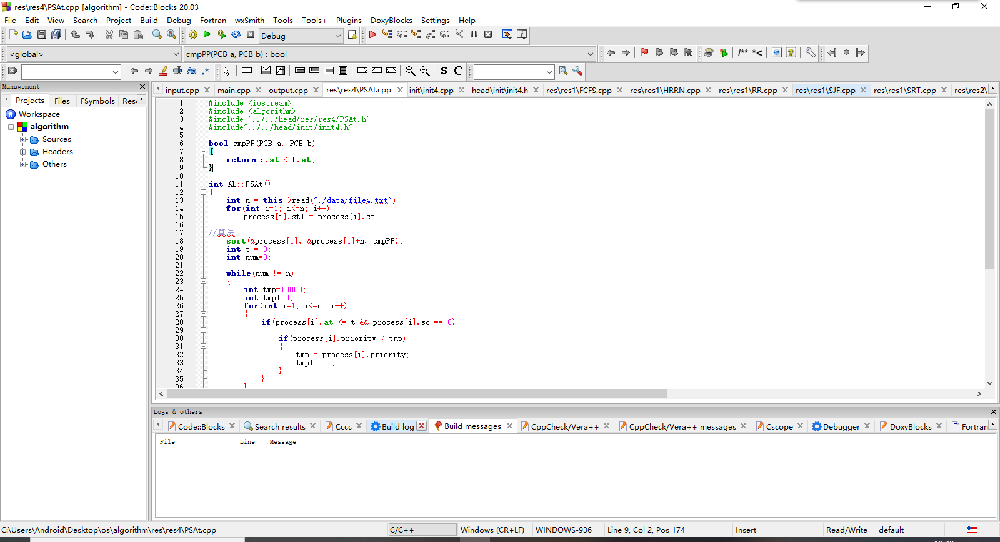 res\res4\PSAt.cpp [algorithm] - Code::Blocks 20.03
File Edit View Search Project Build Debug Fortran wxSmith Tools Tools+ Plugins DoxyBlocks Settings Help
Debug
<global> cmpPP(PCB a, PCB b) : bool
/** *<
Aa .* S C
Management
Projects Files FSymbols Res
Workspace
algorithm
Sources
Headers
Others
input.cpp main.cpp output.cpp res\res4\PSAt.cpp init\init4.cpp head\init\init4.h res\res1\FCFS.cpp res\res1\HRRN.cpp res\res1\RR.cpp res\res1\SJF.cpp res\res1\SRT.cpp res\res2\
1 #include <iostream>
2 #include <algorithm>
3 #include "../../head/res/res4/PSAt.h"
4 #include"../../head/init/init4.h"
5
6 bool cmpPP(PCB a, PCB b)
7 {
8 return a.at < b.at;
9 }
10
11 int AL::PSAt()
12 {
13 int n = this->read("./data/file4.txt");
14 for(int i=1; i<=n; i++)
15 process[i].st1 = process[i].st;
16
17 //算法
18 sort(&process[1], &process[1]+n, cmpPP);
19 int t = 0;
20 int num=0;
21
22 while(num != n)
23 {
24 int tmp=10000;
25 int tmpI=0;
26 for(int i=1; i<=n; i++)
27 {
28 if(process[i].at <= t && process[i].sc == 0)
29 {
30 if(process[i].priority < tmp)
31 {
32 tmp = process[i].priority;
33 tmpI = i;
34 }
35 }
36 }
Logs & others
Code::Blocks Search results Cccc Build log Build messages CppCheck/Vera++ CppCheck/Vera++ messages Cscope Debugger DoxyBlocks Fortran
File Line Message
C:\Users\Android\Desktop\os\algorithm\res\res4\PSAt.cpp C/C++ Windows (CR+LF) WINDOWS-936 Line 9, Col 2, Pos 174 Insert Read/Write default